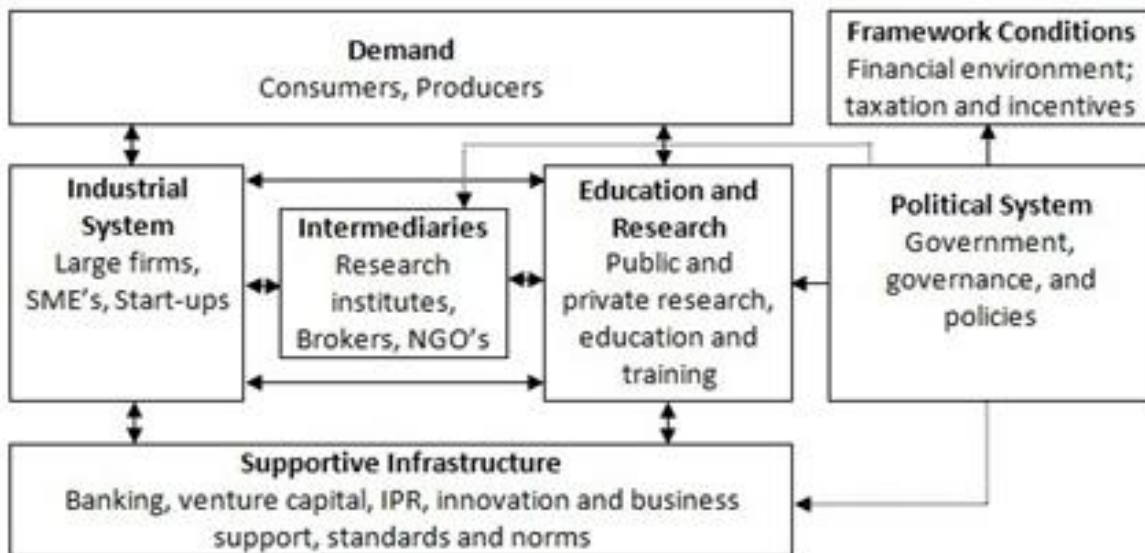 Demand
Consumers, Producers
Framework Conditions
Financial environment;
taxation and incentives
Industrial
System
Large firms,
SME's, Start-ups
Intermediaries
Research
institutes,
Brokers, NGO's
Education and
Research
Public and
private research,
education and
training
Political System
Government,
governance, and
policies
Supportive Infrastructure
Banking, venture capital, IPR, innovation and business
support, standards and norms